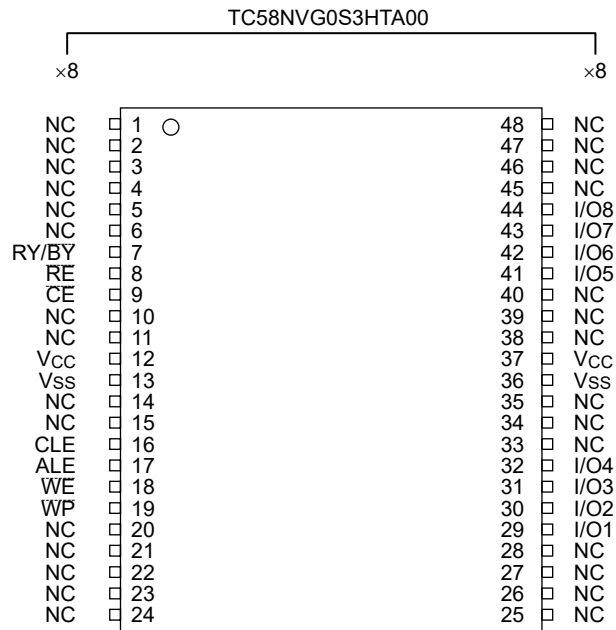 TC58NVG0S3HTA00
×8 ×8
NC 1 48 NC
NC 2 47 NC
NC 3 46 NC
NC 4 45 NC
NC 5 44 I/O8
NC 6 43 I/O7
RY/B̅Y̅ 7 42 I/O6
R̅E̅ 8 41 I/O5
C̅E̅ 9 40 NC
NC 10 39 NC
NC 11 38 NC
VCC 12 37 VCC
VSS 13 36 VSS
NC 14 35 NC
NC 15 34 NC
CLE 16 33 NC
ALE 17 32 I/O4
W̅E̅ 18 31 I/O3
W̅P̅ 19 30 I/O2
NC 20 29 I/O1
NC 21 28 NC
NC 22 27 NC
NC 23 26 NC
NC 24 25 NC